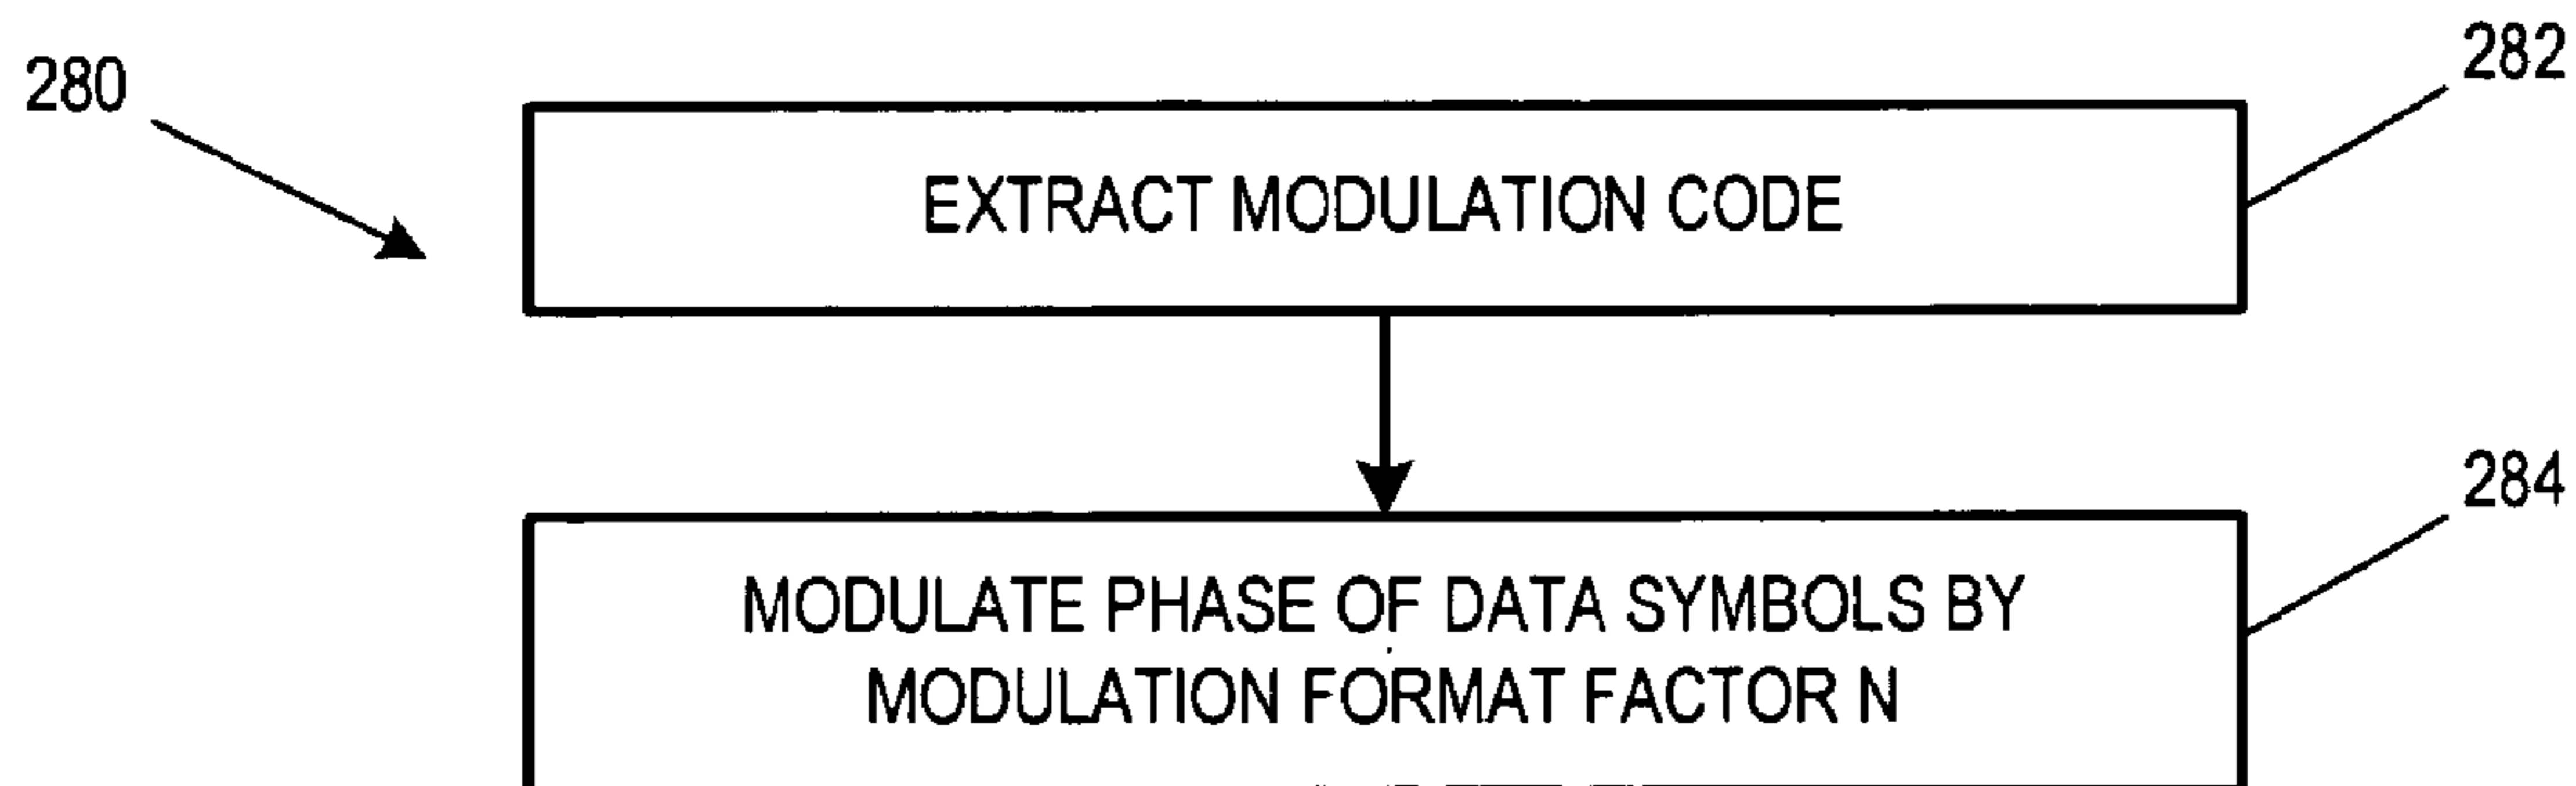 280
282
EXTRACT MODULATION CODE
284
MODULATE PHASE OF DATA SYMBOLS BY
MODULATION FORMAT FACTOR N